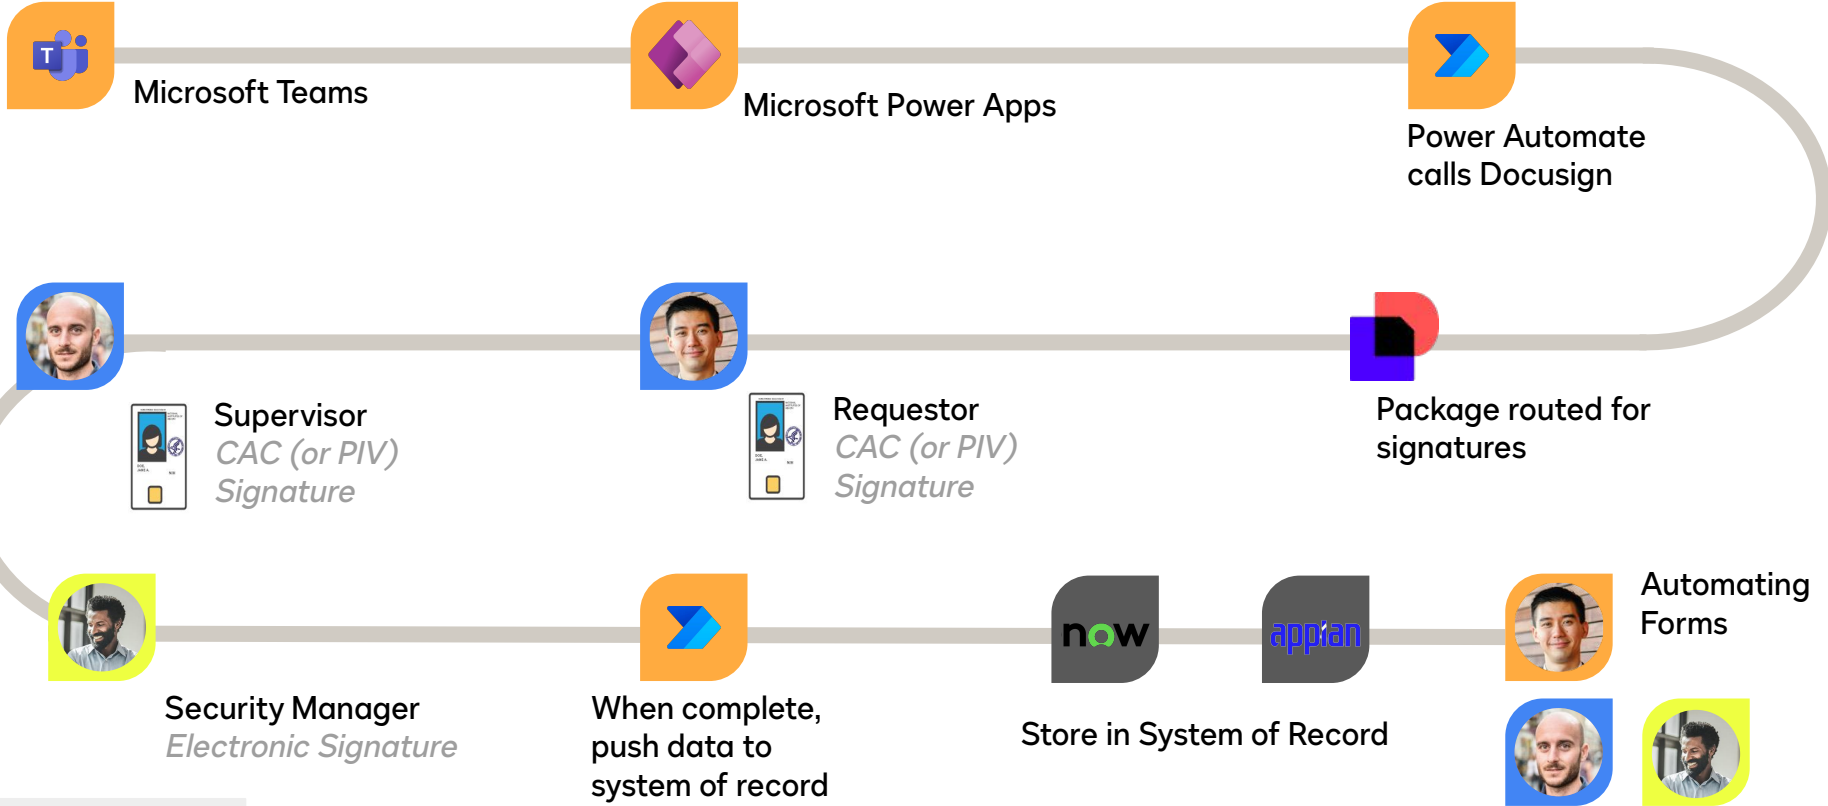 T
Microsoft Teams
Microsoft Power Apps
Power Automate
calls Docusign
Supervisor
CAC (or PIV)
Signature
Requestor
CAC (or PIV)
Signature
Package routed for
signatures
Security Manager
Electronic Signature
When complete,
push data to
system of record
now
appian
Store in System of Record
Automating
Forms